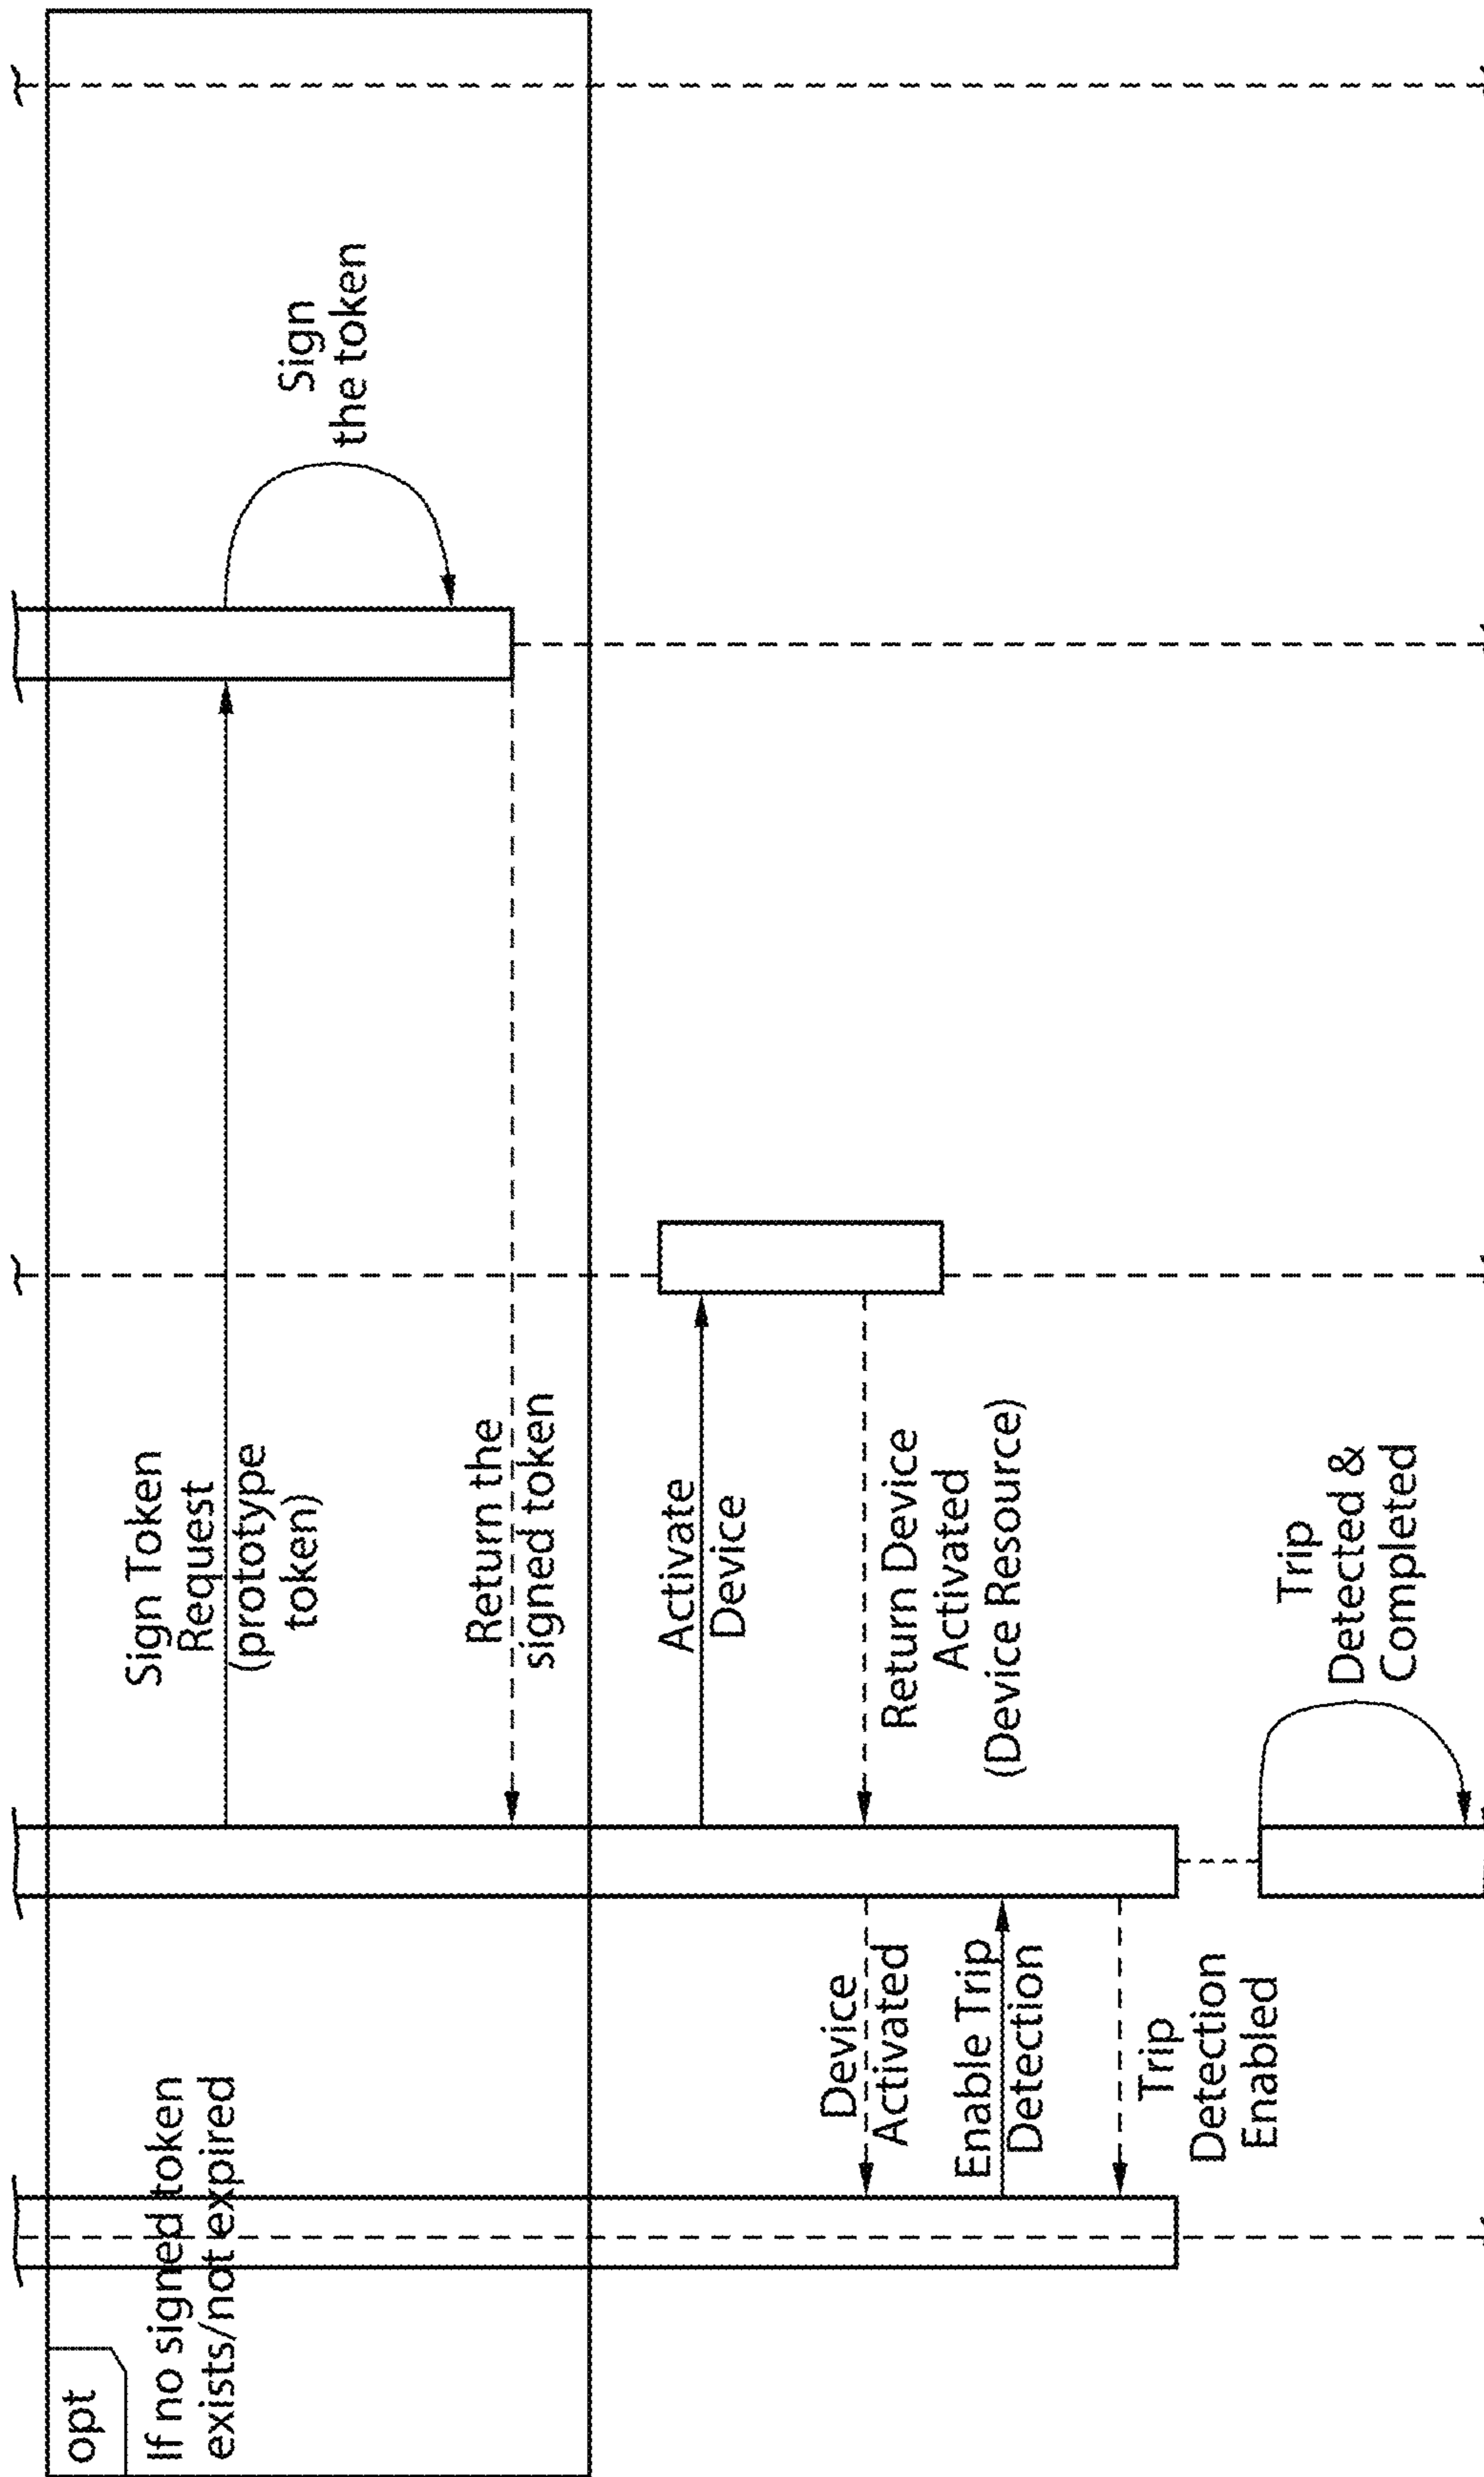 opt
If no signed token
exists/not expired
Sign Token
Request
(prototype
token)
Sign
the token
Return the
signed token
Activate
Device
Return Device
Activated
(Device Resource)
Device
Activated
Enable Trip
Detection
Trip
Detection
Enabled
Trip
Detected &
Completed